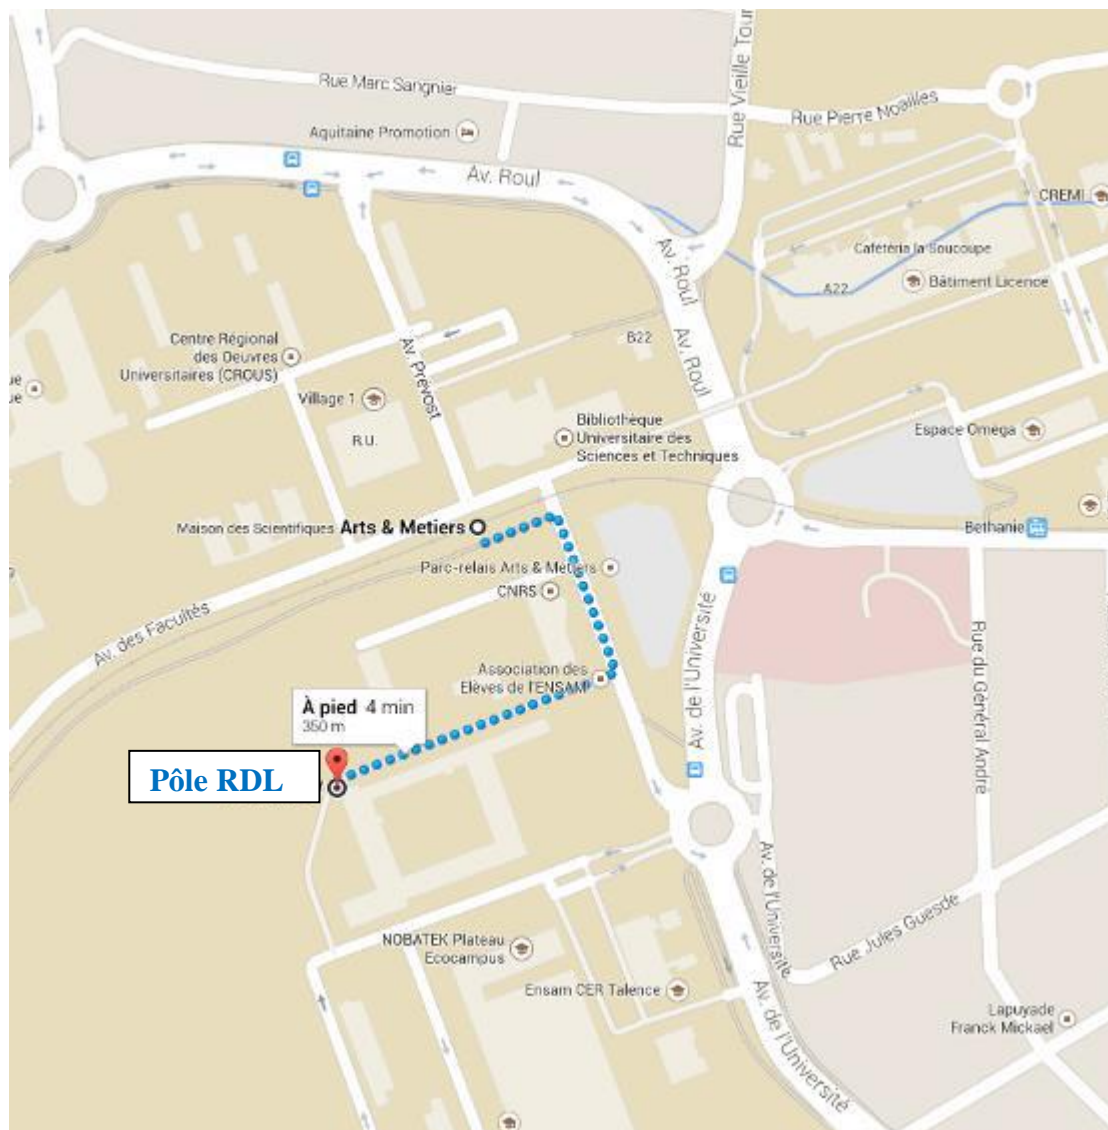 Rue Marc Sangnier
Rue Vieille Tour
Rue Pierre Noailles
Aquitaine Promotion
Av. Roul
CREMI
Av. Roul
Cafétéria la Soucoupe
Bâtiment Licence
A22
Centre Régional
des Oeuvres
Universitaires (CROUS)
B22
Av. Roul
Av. Prévost
Village 1
R.U.
Bibliothèque
Universitaire des
Sciences et Techniques
Espace Omega
Maison des Scientifiques
Arts & Metiers
Bethanie
Parc-relais Arts & Métiers
CNRS
Av. des Facultés
Av. de l'Université
Rue du Général André
Association des
Elèves de l'ENSAM
À pied 4 min
350 m
Pôle RDL
Av. de l'Université
Rue Jules Guesde
NOBATEK Plateau
Ecocampus
Ensam CER Talence
Lapuyade
Franck Mickael
Av. de l'Université